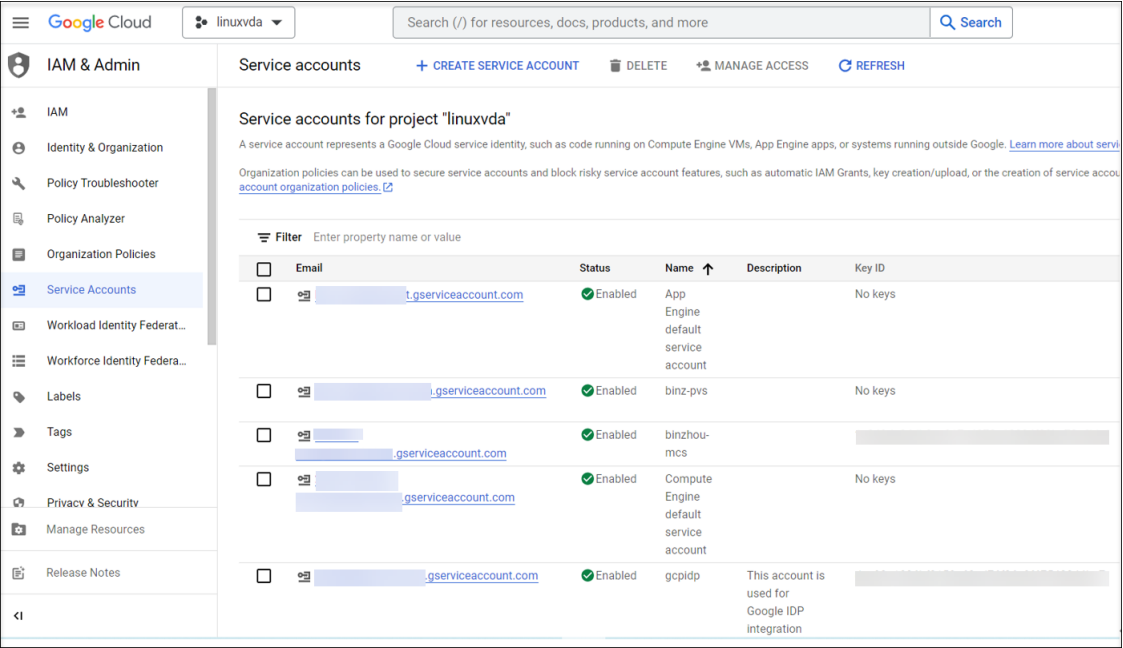 Google Cloud
linuxvda
Search (/) for resources, docs, products, and more
Search
IAM & Admin
Service accounts
CREATE SERVICE ACCOUNT
DELETE
MANAGE ACCESS
REFRESH
IAM
Identity & Organization
Policy Troubleshooter
Policy Analyzer
Organization Policies
Service Accounts
Workload Identity Federat...
Workforce Identity Federa...
Labels
Tags
Settings
Privacy & Security
Manage Resources
Release Notes
Service accounts for project "linuxvda"
A service account represents a Google Cloud service identity, such as code running on Compute Engine VMs, App Engine apps, or systems running outside Google. Learn more about servi
Organization policies can be used to secure service accounts and block risky service account features, such as automatic IAM Grants, key creation/upload, or the creation of service accou
account organization policies.
Filter Enter property name or value
Email Status Name Description Key ID
t.gserviceaccount.com Enabled App No keys
Engine
default
service
account
.gserviceaccount.com Enabled binz-pvs No keys
Enabled binzhou-
.gserviceaccount.com mcs
Enabled Compute No keys
.gserviceaccount.com Engine
default
service
account
.gserviceaccount.com Enabled gcpidp This account is
used for
Google IDP
integration